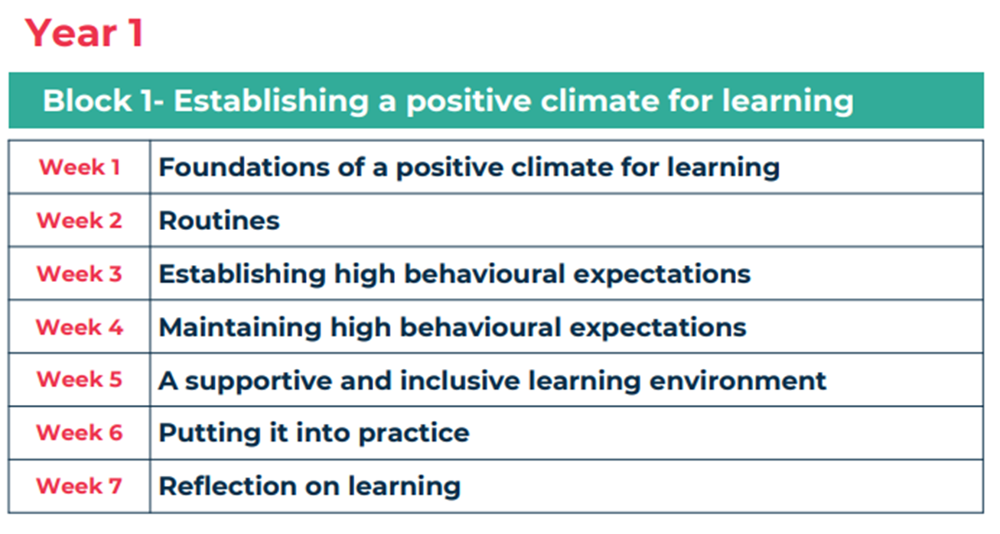 Year 1
Block 1- Establishing a positive climate for learning
Week 1 Foundations of a positive climate for learning
Week 2 Routines
Week 3 Establishing high behavioural expectations
Week 4 Maintaining high behavioural expectations
Week 5 A supportive and inclusive learning environment
Week 6 Putting it into practice
Week 7 Reflection on learning